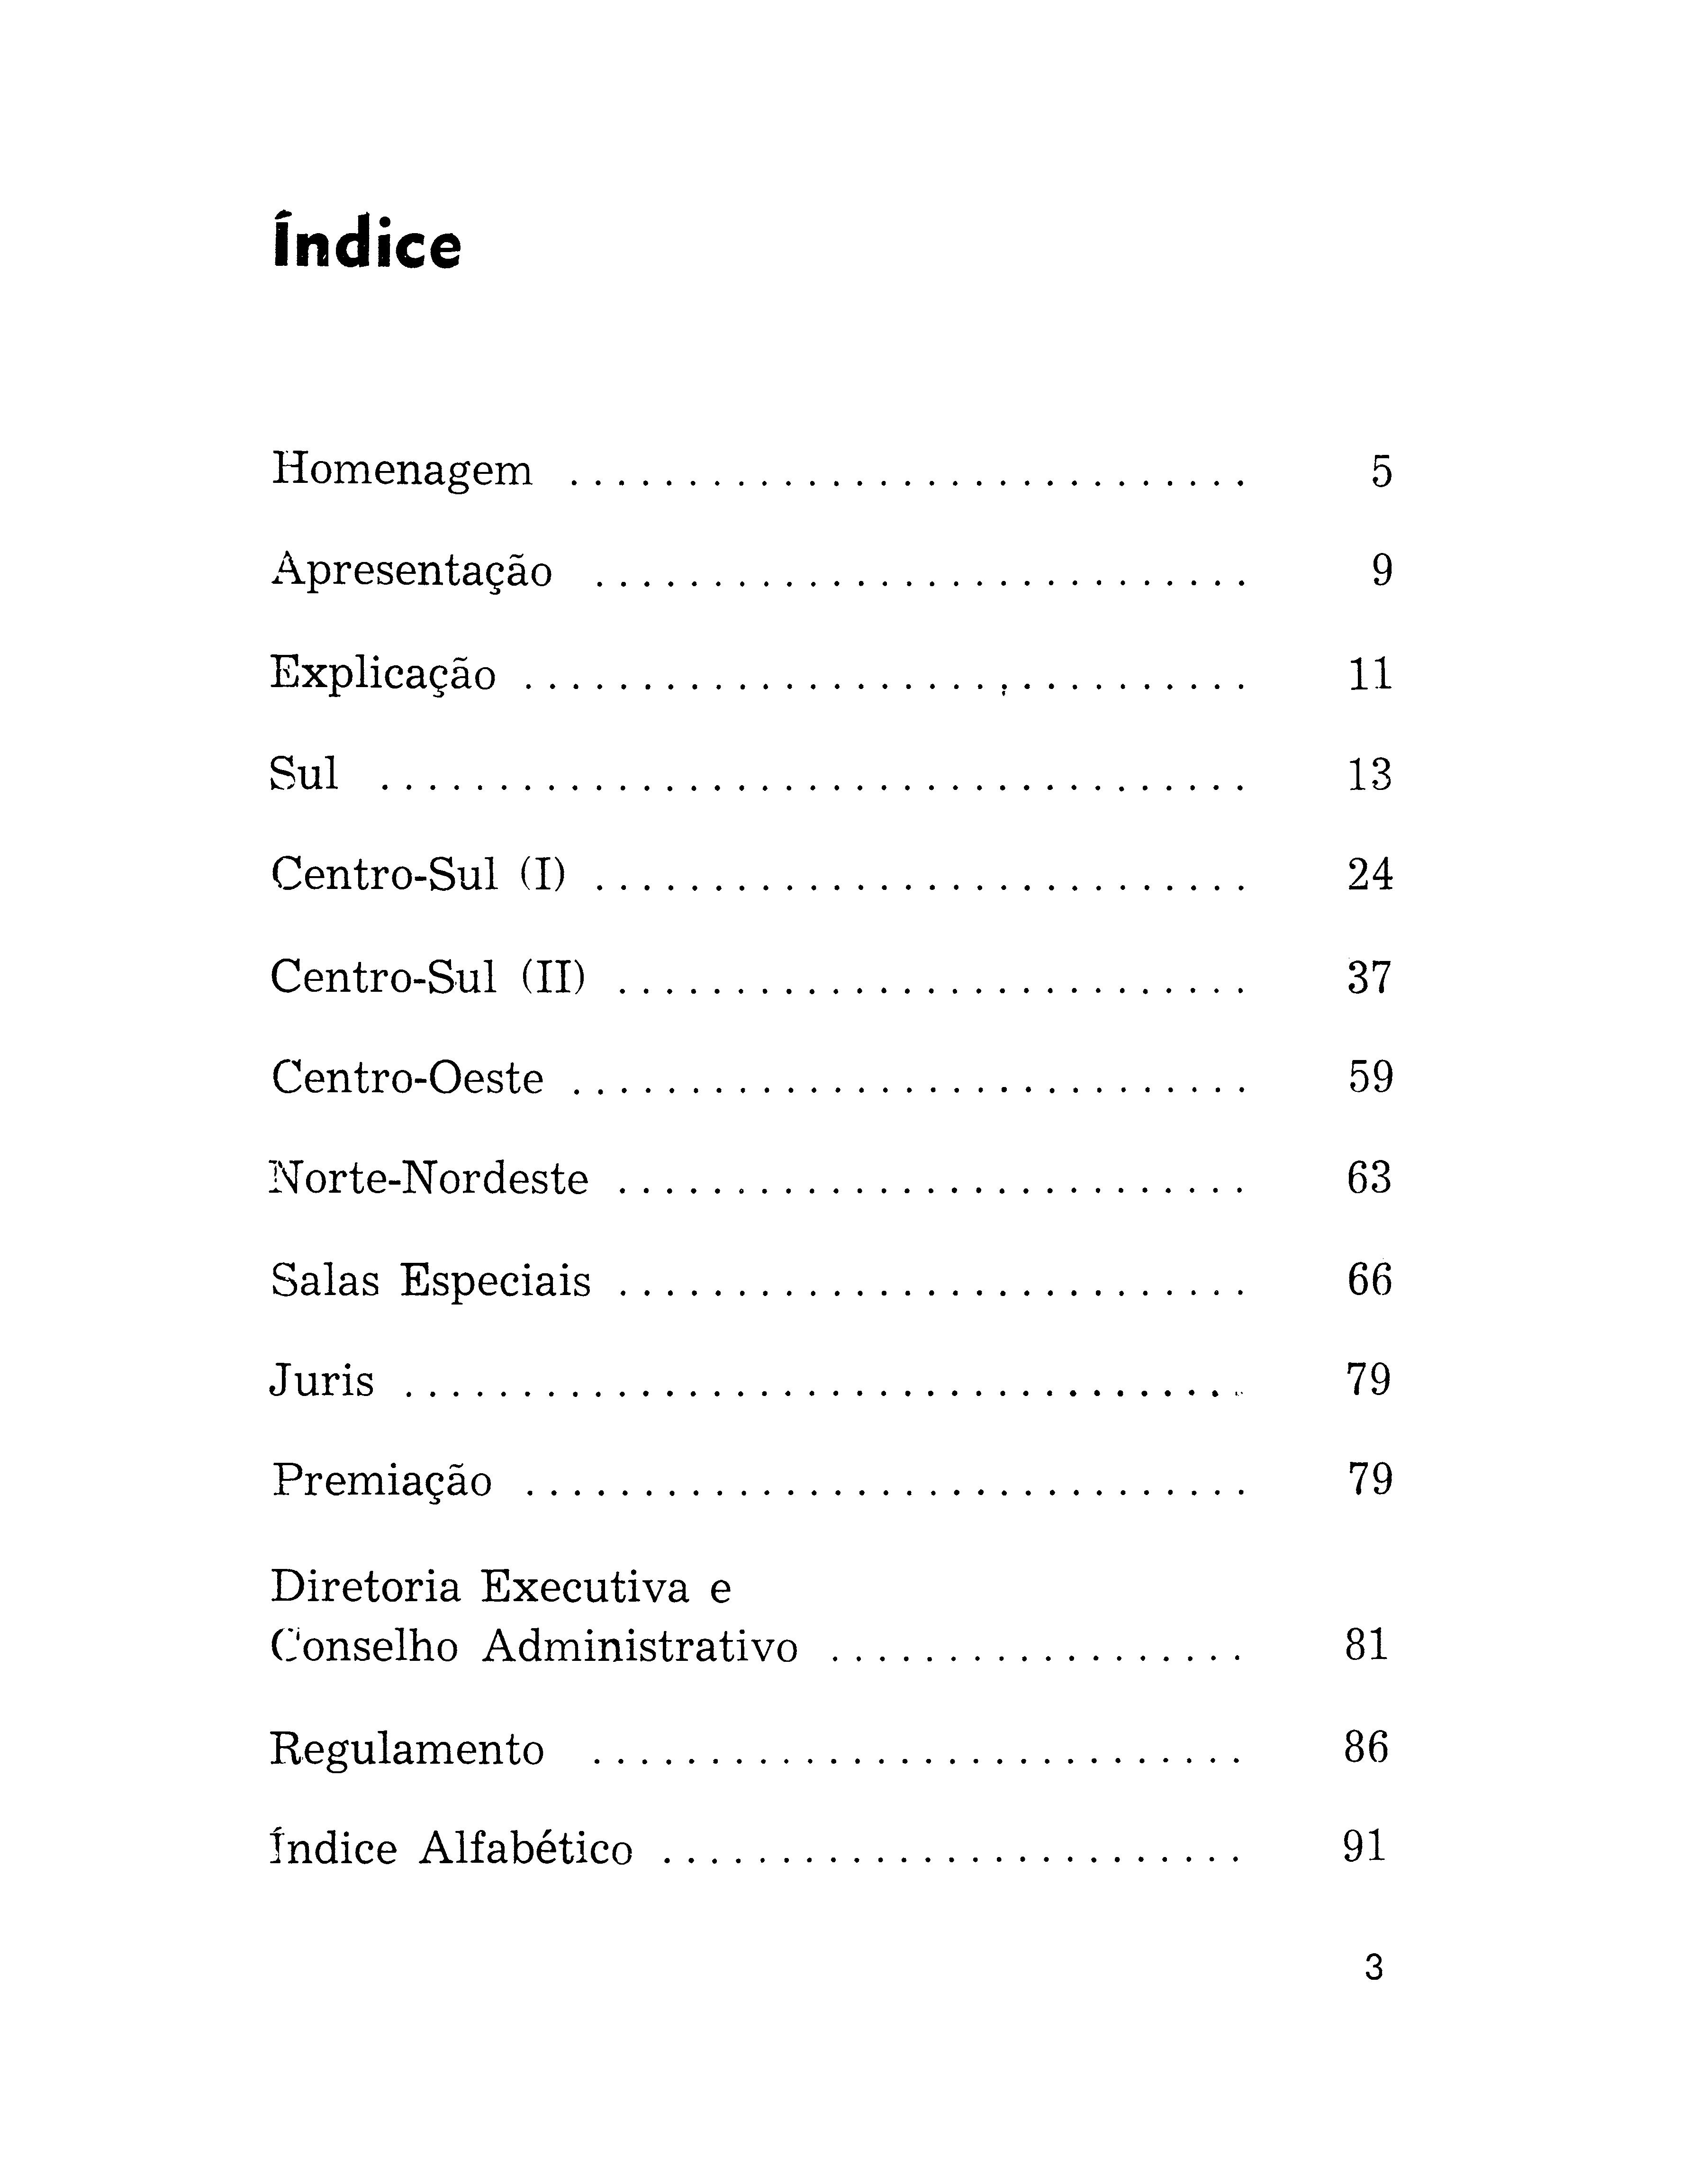 Índice
Homenagem ............................. 5
Apresentação ............................ 9
Explicação ............................... 11
Sul ..................................... 13
Centro-Sul (I) ............................ 24
Centro-Sul (II) ........................... 37
Centro-Oeste ............................. 59
Norte-Nordeste ........................... 63
Salas Especiais ........................... 66
Juris .................................... 79
Premiação ............................... 79
Diretoria Executiva e
Conselho Administrativo .................. 81
Regulamento ............................ 86
Índice Alfabético ......................... 91
3